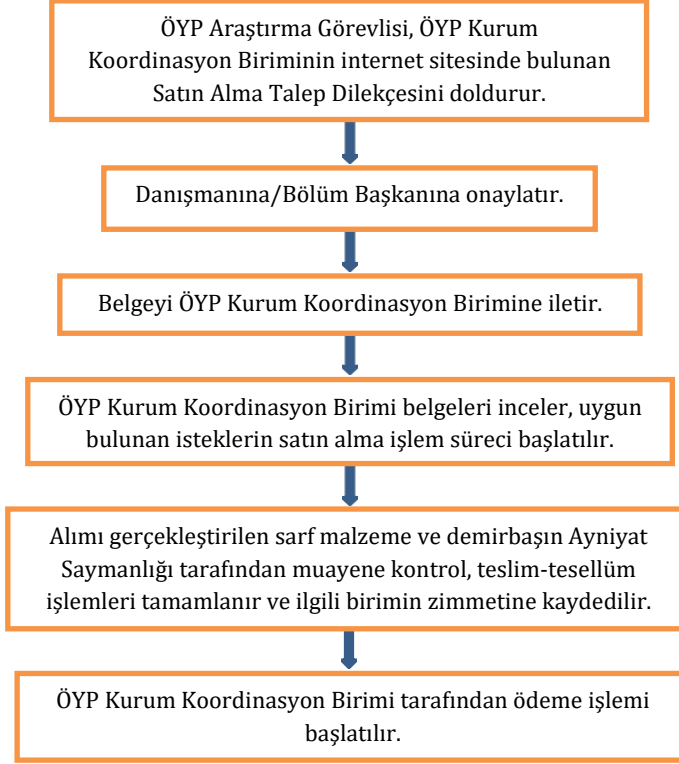 ÖYP Araştırma Görevlisi, ÖYP Kurum
Koordinasyon Biriminin internet sitesinde bulunan
Satın Alma Talep Dilekçesini doldurur.
Danışmanına/Bölüm Başkanına onaylatır.
Belgeyi ÖYP Kurum Koordinasyon Birimine iletir.
ÖYP Kurum Koordinasyon Birimi belgeleri inceler, uygun
bulunan isteklerin satın alma işlem süreci başlatılır.
Alımı gerçekleştirilen sarf malzeme ve demirbaşın Ayniyat
Saymanlığı tarafından muayene kontrol, teslim-tesellüm
işlemleri tamamlanır ve ilgili birimin zimmetine kaydedilir.
ÖYP Kurum Koordinasyon Birimi tarafından ödeme işlemi
başlatılır.